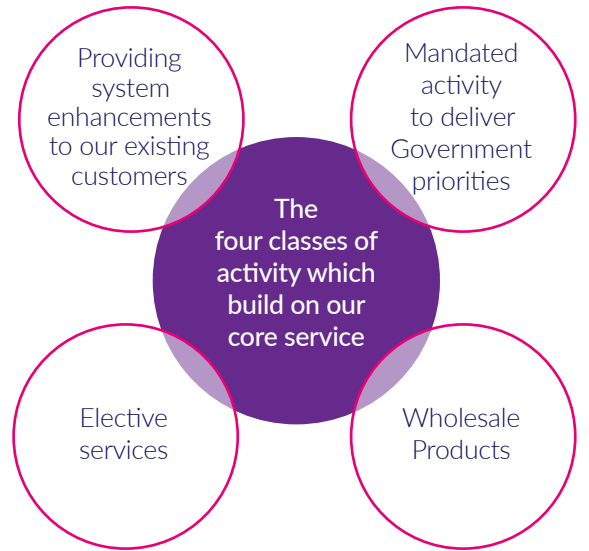 Providing
system
enhancements
to our existing
customers
Mandated
activity
to deliver
Government
priorities
The
four classes of
activity which
build on our
core service
Elective
services
Wholesale
Products